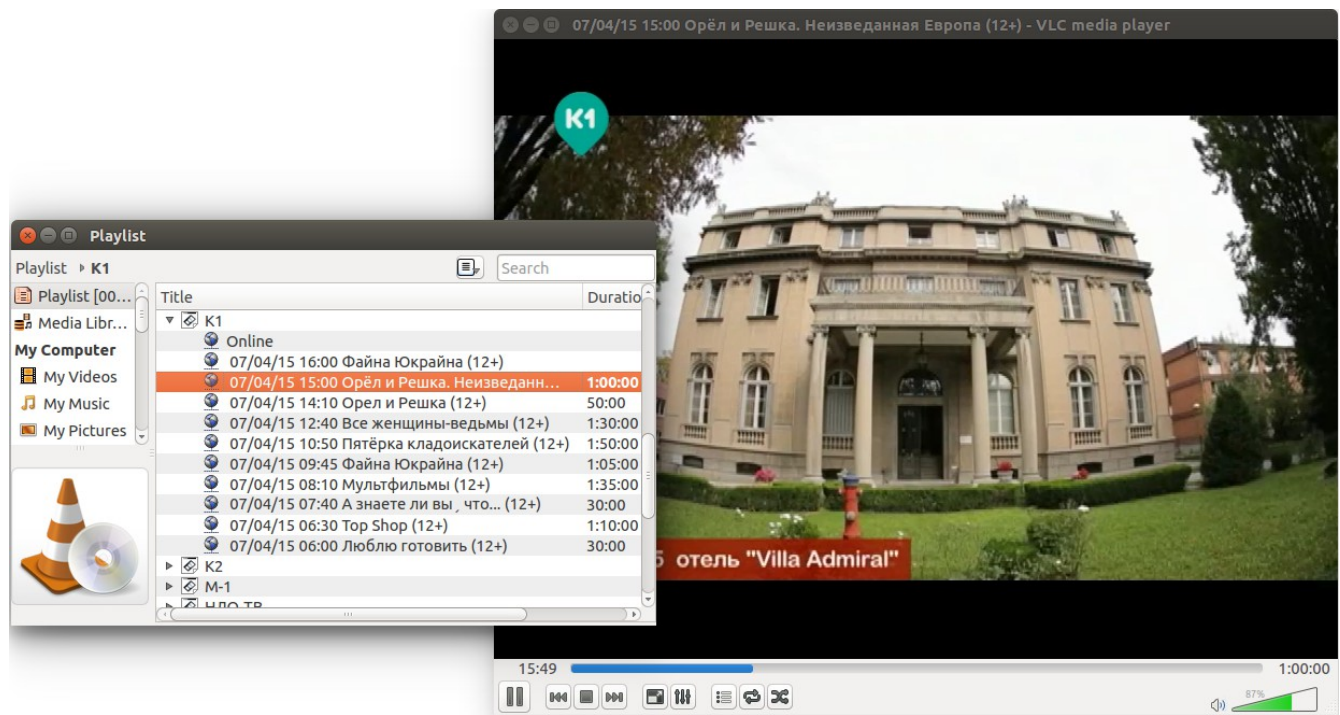 07/04/15 15:00 Орёл и Решка. Неизведанная Европа (12+) - VLC media player
K1
5 отель "Villa Admiral"
15:49
1:00:00
87%
Playlist
Playlist K1
Search
Playlist [00...
Media Libr...
My Computer
My Videos
My Music
My Pictures
Title Duratio
K1
Online
07/04/15 16:00 Файна Юкрайна (12+)
07/04/15 15:00 Орёл и Решка. Неизведанн... 1:00:00
07/04/15 14:10 Орел и Решка (12+) 50:00
07/04/15 12:40 Все женщины-ведьмы (12+) 1:30:00
07/04/15 10:50 Пятёрка кладоискателей (12+) 1:50:00
07/04/15 09:45 Файна Юкрайна (12+) 1:05:00
07/04/15 08:10 Мультфильмы (12+) 1:35:00
07/04/15 07:40 А знаете ли вы¸ что... (12+) 30:00
07/04/15 06:30 Top Shop (12+) 1:10:00
07/04/15 06:00 Люблю готовить (12+) 30:00
K2
М-1
НЛО ТВ